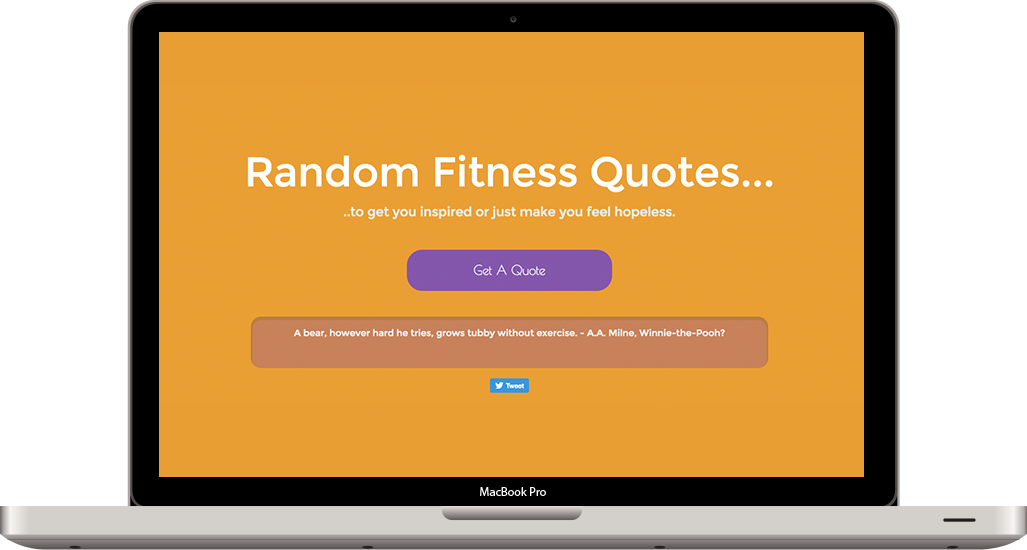 Random Fitness Quotes...
..to get you inspired or just make you feel hopeless.
Get A Quote
A bear, however hard he tries, grows tubby without exercise. - A.A. Milne, Winnie-the-Pooh?
Tweet
MacBook Pro